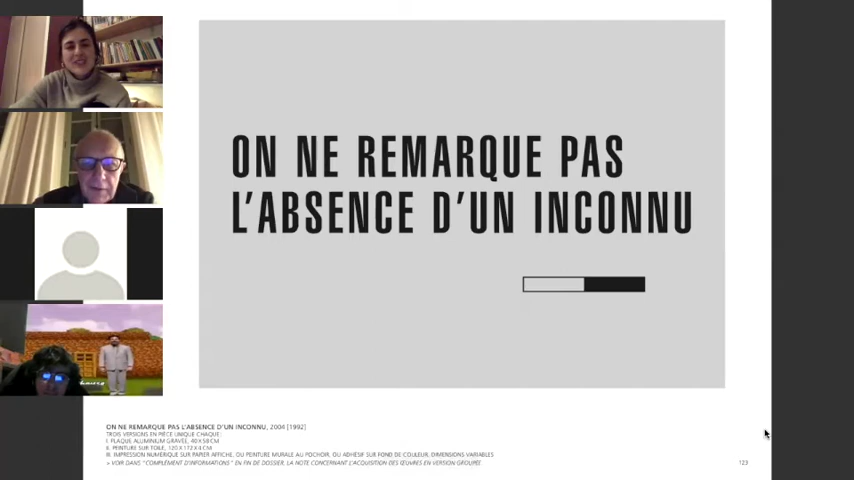 ON NE REMARQUE PAS
L'ABSENCE D'UN INCONNU
ON NE REMARQUE PAS L'ABSENCE D'UN INCONNU, 2004 [1992]
TROIS VERSIONS EN PIÈCE UNIQUE CHAQUE:
I. PLAQUE ALUMINIUM GRAVÉE, 40 X 58 CM
II. PEINTURE SUR TOILE, 120 X 172 X 4 CM
III. IMPRESSION NUMÉRIQUE SUR PAPIER AFFICHE, OU PEINTURE MURALE AU POCHOIR, OU ADHÉSIF SUR FOND DE COULEUR, DIMENSIONS VARIABLES
> VOIR DANS "COMPLÉMENT D'INFORMATIONS" EN FIN DE DOSSIER, LA NOTE CONCERNANT L'ACQUISITION DES ŒUVRES EN VERSION GROUPÉE
123